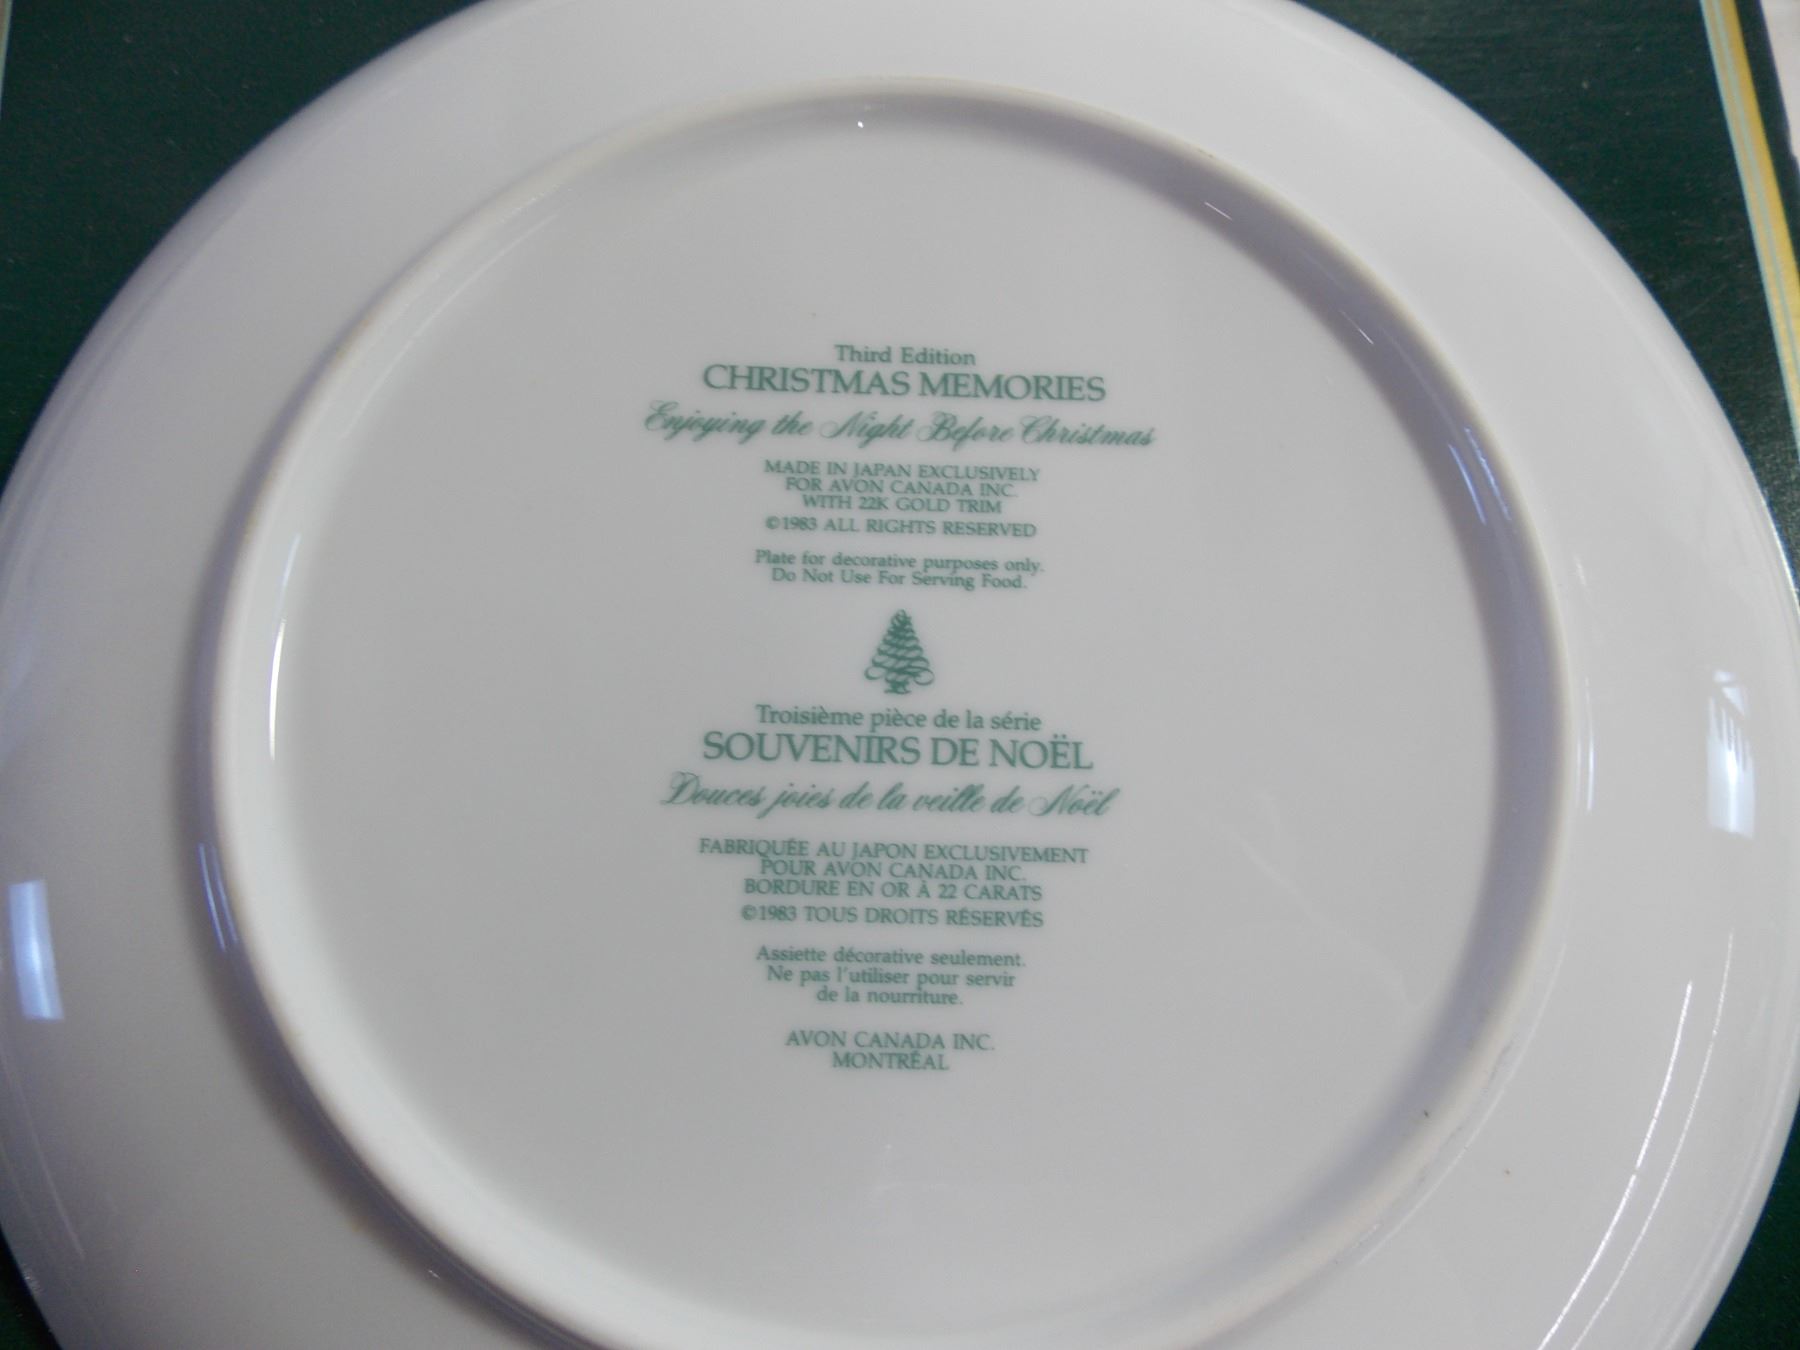 Third Edition
CHRISTMAS MEMORIES
Enjoying the Night Before Christmas
MADE IN JAPAN EXCLUSIVELY
FOR AVON CANADA INC.
WITH 22K GOLD TRIM
©1983 ALL RIGHTS RESERVED
Plate for decorative purposes only.
Do Not Use For Serving Food.
Troisième pièce de la série
SOUVENIRS DE NOËL
Douces joies de la veille de Noël
FABRIQUÉE AU JAPON EXCLUSIVEMENT
POUR AVON CANADA INC.
BORDURE EN OR À 22 CARATS
©1983 TOUS DROITS RÉSERVÉS
Assiette décorative seulement.
Ne pas l'utiliser pour servir
de la nourriture.
AVON CANADA INC.
MONTRÉAL